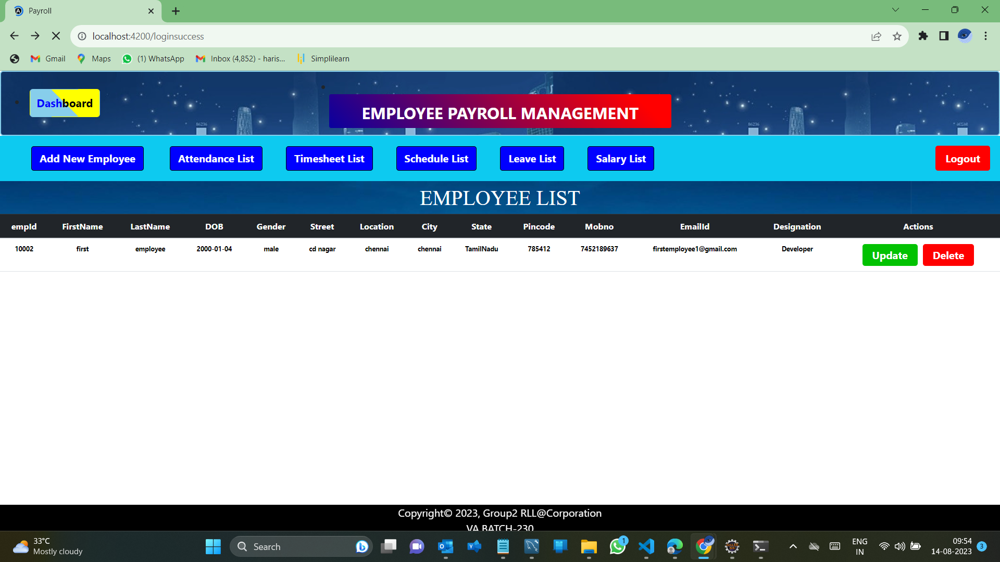 Payroll
localhost:4200/loginsuccess
Gmail Maps (1) WhatsApp Inbox (4,852) - haris... Simplilearn
Dashboard
EMPLOYEE PAYROLL MANAGEMENT
Add New Employee Attendance List Timesheet List Schedule List Leave List Salary List Logout
EMPLOYEE LIST
empId FirstName LastName DOB Gender Street Location City State Pincode Mobno EmailId Designation Actions
10002 first employee 2000-01-04 male cd nagar chennai chennai TamilNadu 785412 7452189637 firstemployee1@gmail.com Developer Update Delete
Copyright© 2023, Group2 RLL@Corporation
VA BATCH-230
33°C
Mostly cloudy
Search
1
ENG
IN
09:54
14-08-2023
3